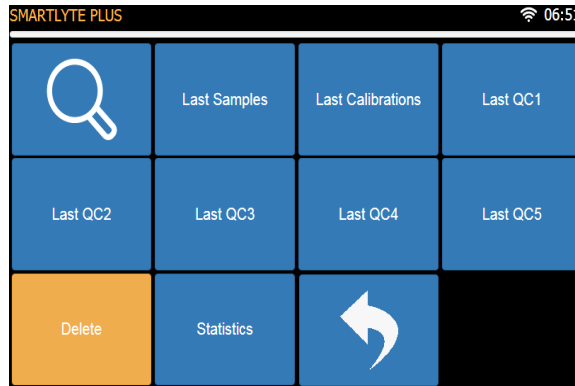 SMARTLYTE PLUS
Last Samples
Last Calibrations
Last QC1
Last QC2
Last QC3
Last QC4
Last QC5
Delete
Statistics